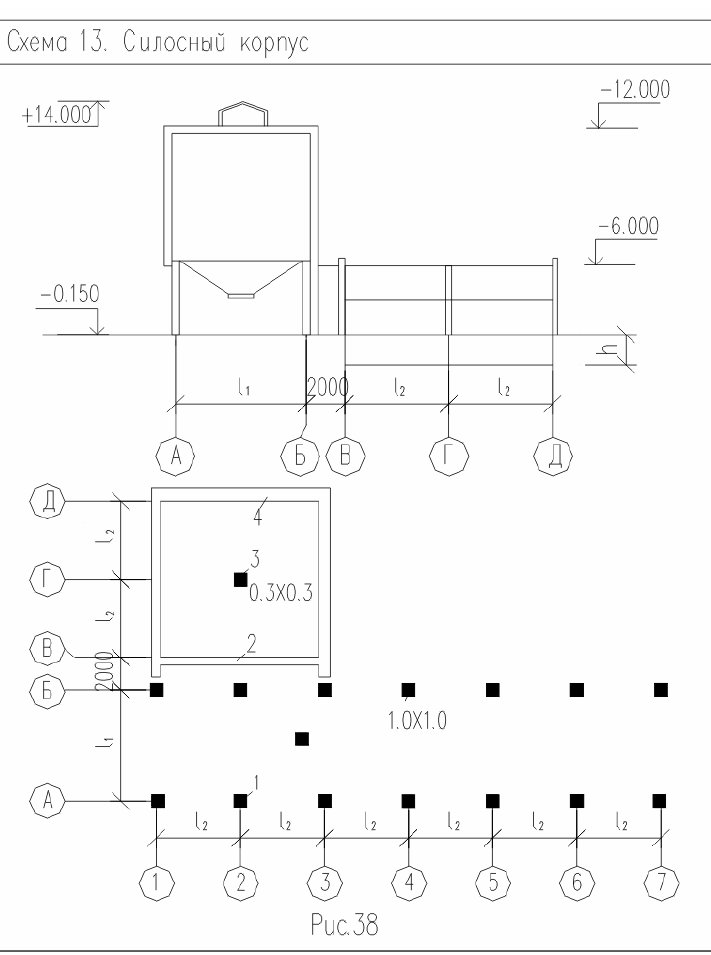 Схема 13. Силосный корпус
+14.000
-12.000
-6.000
-0.150
h
l₁ 2000 l₂ l₂
А Б В Г Д
Д
4
l₂
3
Г
0.3X0.3
l₂
2
В
2000
Б
1.0X1.0
l₁
1
А
l₂ l₂ l₂ l₂ l₂ l₂
1 2 3 4 5 6 7
Рис.38